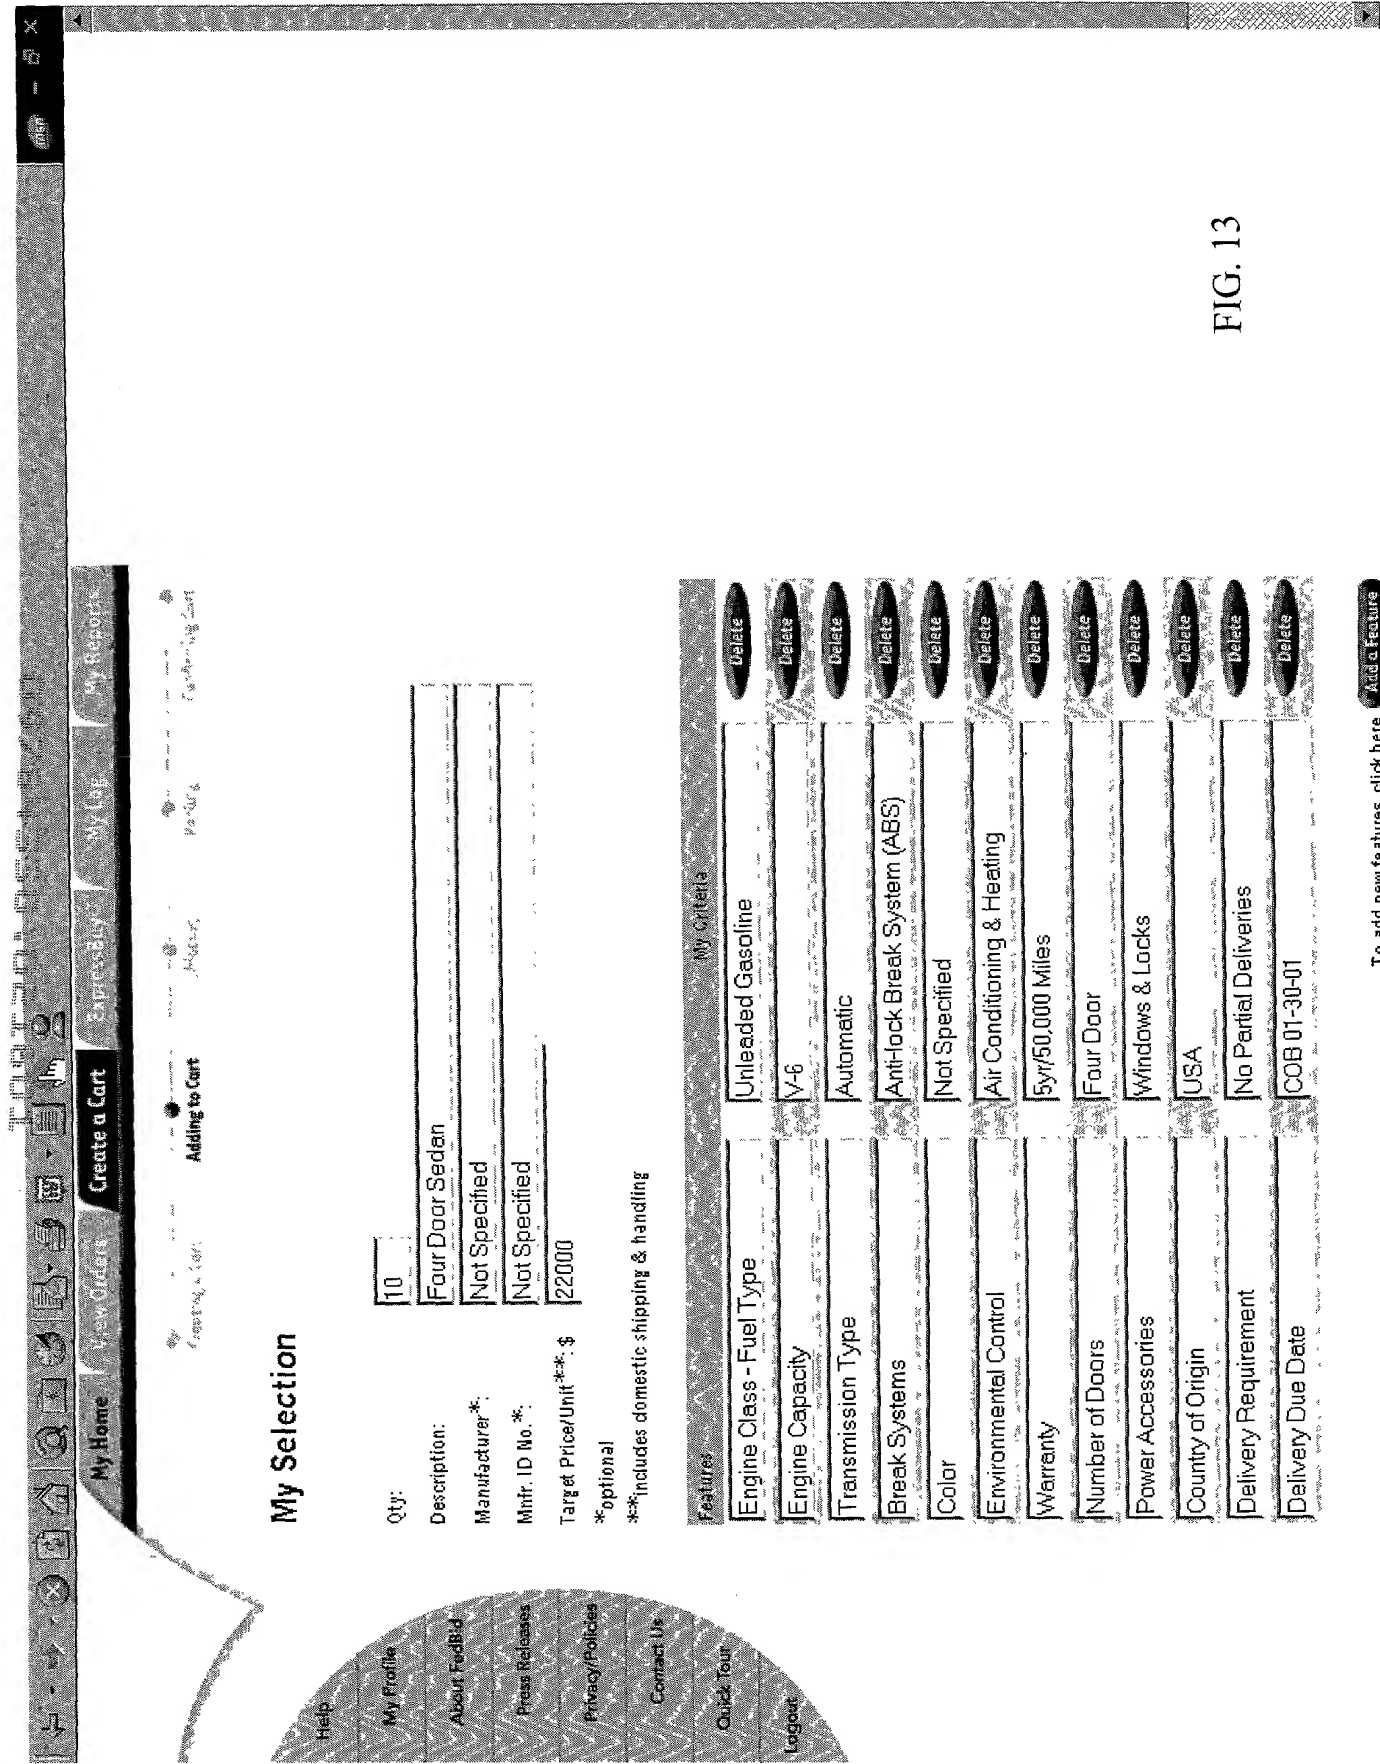 msn
My Home View Orders Create a Cart ExpressBuy My Log My Reports
Adding to Cart
My Selection
Qty: 10
Description: Four Door Sedan
Manufacturer*: Not Specified
Mnfr. ID No.*: Not Specified
Target Price/Unit**: $ 22000
*optional
**includes domestic shipping & handling
Features My Criteria
Engine Class - Fuel Type Unleaded Gasoline Delete
Engine Capacity V-6 Delete
Transmission Type Automatic Delete
Break Systems Anti-lock Break System (ABS) Delete
Color Not Specified Delete
Environmental Control Air Conditioning & Heating Delete
Warranty 5yr/50,000 Miles Delete
Number of Doors Four Door Delete
Power Accessories Windows & Locks Delete
Country of Origin USA Delete
Delivery Requirement No Partial Deliveries Delete
Delivery Due Date COB 01-30-01 Delete
To add new features, click here Add a Feature
Help
My Profile
About FedBid
Press Releases
Privacy/Policies
Contact Us
Quick Tour
Logout
FIG. 13